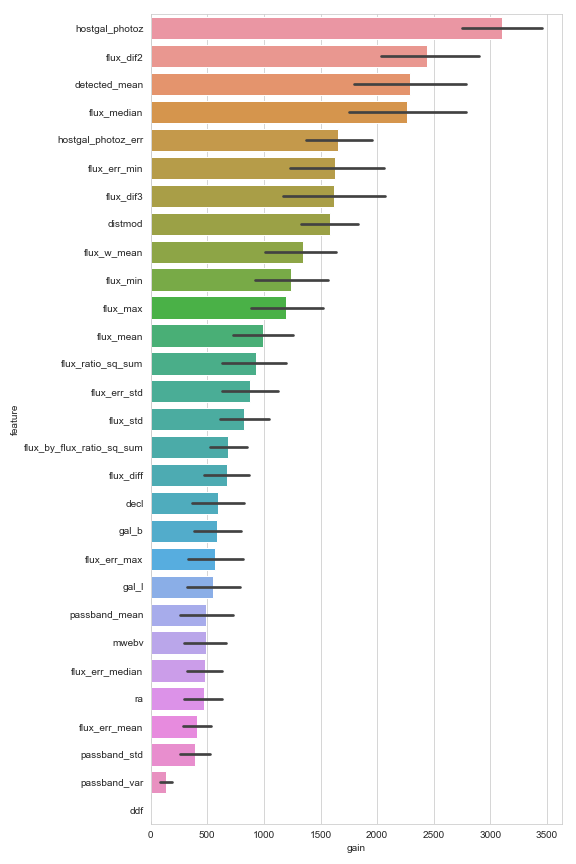 hostgal_photoz
flux_dif2
detected_mean
flux_median
hostgal_photoz_err
flux_err_min
flux_dif3
distmod
flux_w_mean
flux_min
flux_max
flux_mean
flux_ratio_sq_sum
flux_err_std
flux_std
flux_by_flux_ratio_sq_sum
flux_diff
decl
gal_b
flux_err_max
gal_l
passband_mean
mwebv
flux_err_median
ra
flux_err_mean
passband_std
passband_var
ddf
feature
0 500 1000 1500 2000 2500 3000 3500
gain